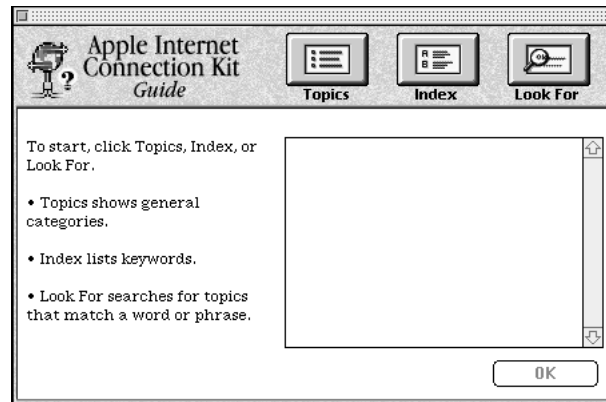 Apple Internet
Connection Kit
Guide
?
Topics
Index
Look For
To start, click Topics, Index, or
Look For.
• Topics shows general
categories.
• Index lists keywords.
• Look For searches for topics
that match a word or phrase.
OK